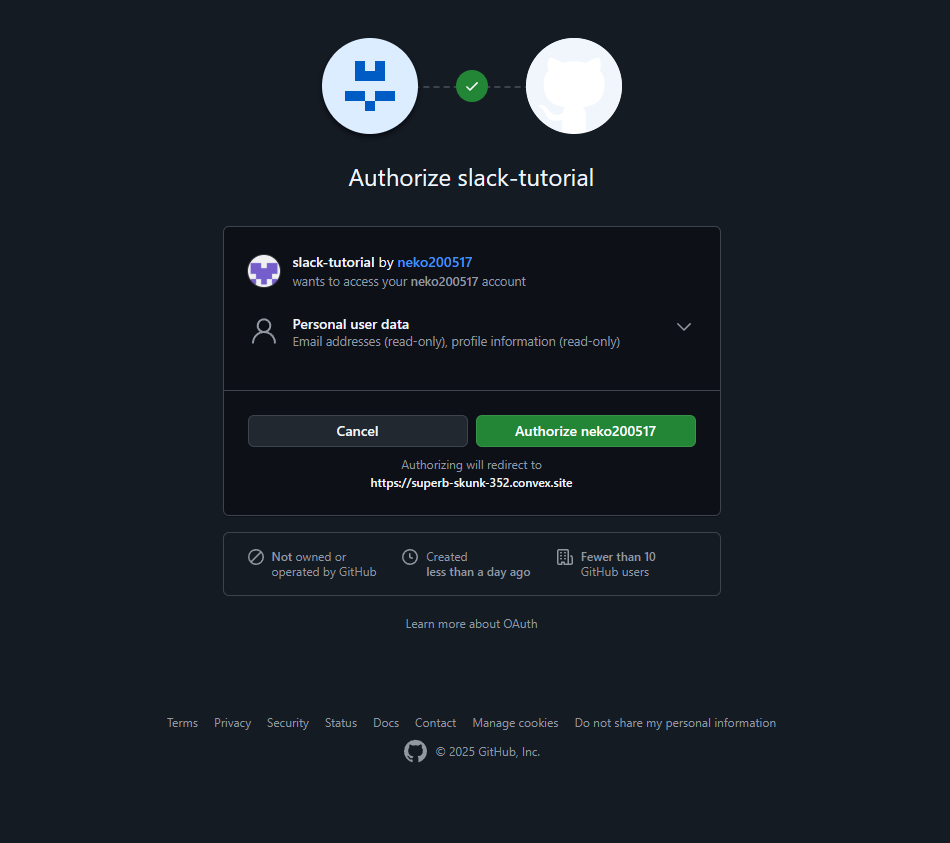 Authorize slack-tutorial
slack-tutorial by neko200517
wants to access your neko200517 account
Personal user data
Email addresses (read-only), profile information (read-only)
Cancel
Authorize neko200517
Authorizing will redirect to
https://superb-skunk-352.convex.site
Not owned or
operated by GitHub
Created
less than a day ago
Fewer than 10
GitHub users
Learn more about OAuth
Terms Privacy Security Status Docs Contact Manage cookies Do not share my personal information
© 2025 GitHub, Inc.